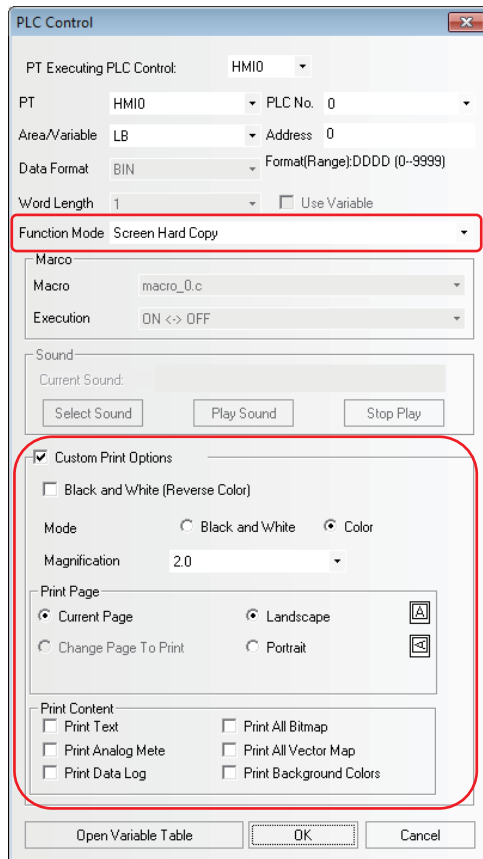 PLC Control
PT Executing PLC Control: HMI0
PT HMI0 PLC No. 0
Area/Variable LB Address 0
Data Format BIN Format(Range):DDDD (0--9999)
Word Length 1 Use Variable
Function Mode Screen Hard Copy
Marco
Macro macro_0.c
Execution ON <-> OFF
Sound
Current Sound:
Select Sound Play Sound Stop Play
Custom Print Options
Black and White (Reverse Color)
Mode Black and White Color
Magnification 2.0
Print Page
Current Page Landscape A
Change Page To Print Portrait A
Print Content
Print Text Print All Bitmap
Print Analog Mete Print All Vector Map
Print Data Log Print Background Colors
Open Variable Table OK Cancel